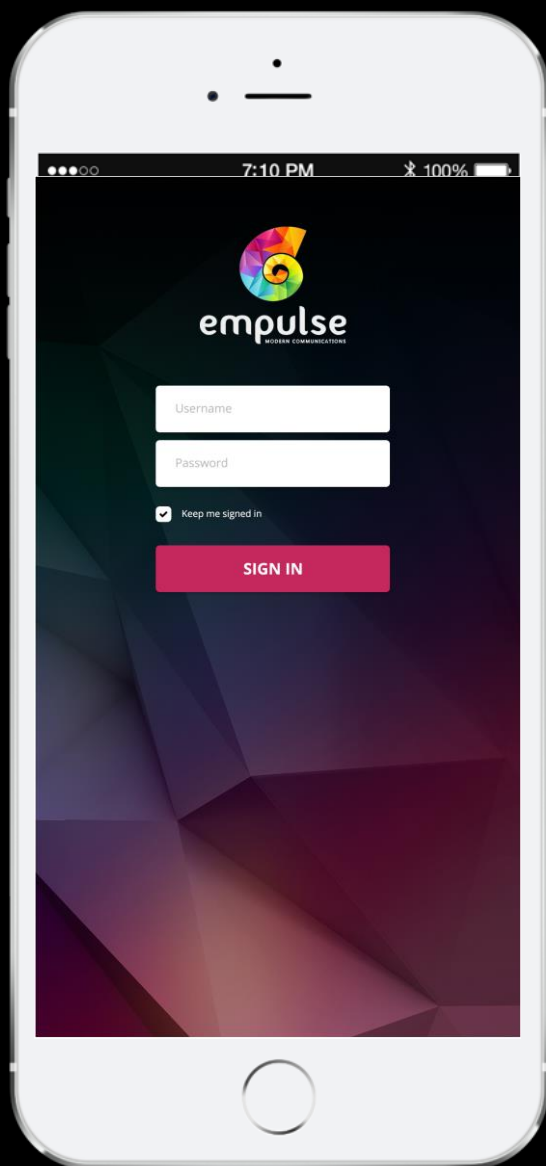 7:10 PM 100%
empulse
MODERN COMMUNICATIONS
Username
Password
Keep me signed in
SIGN IN